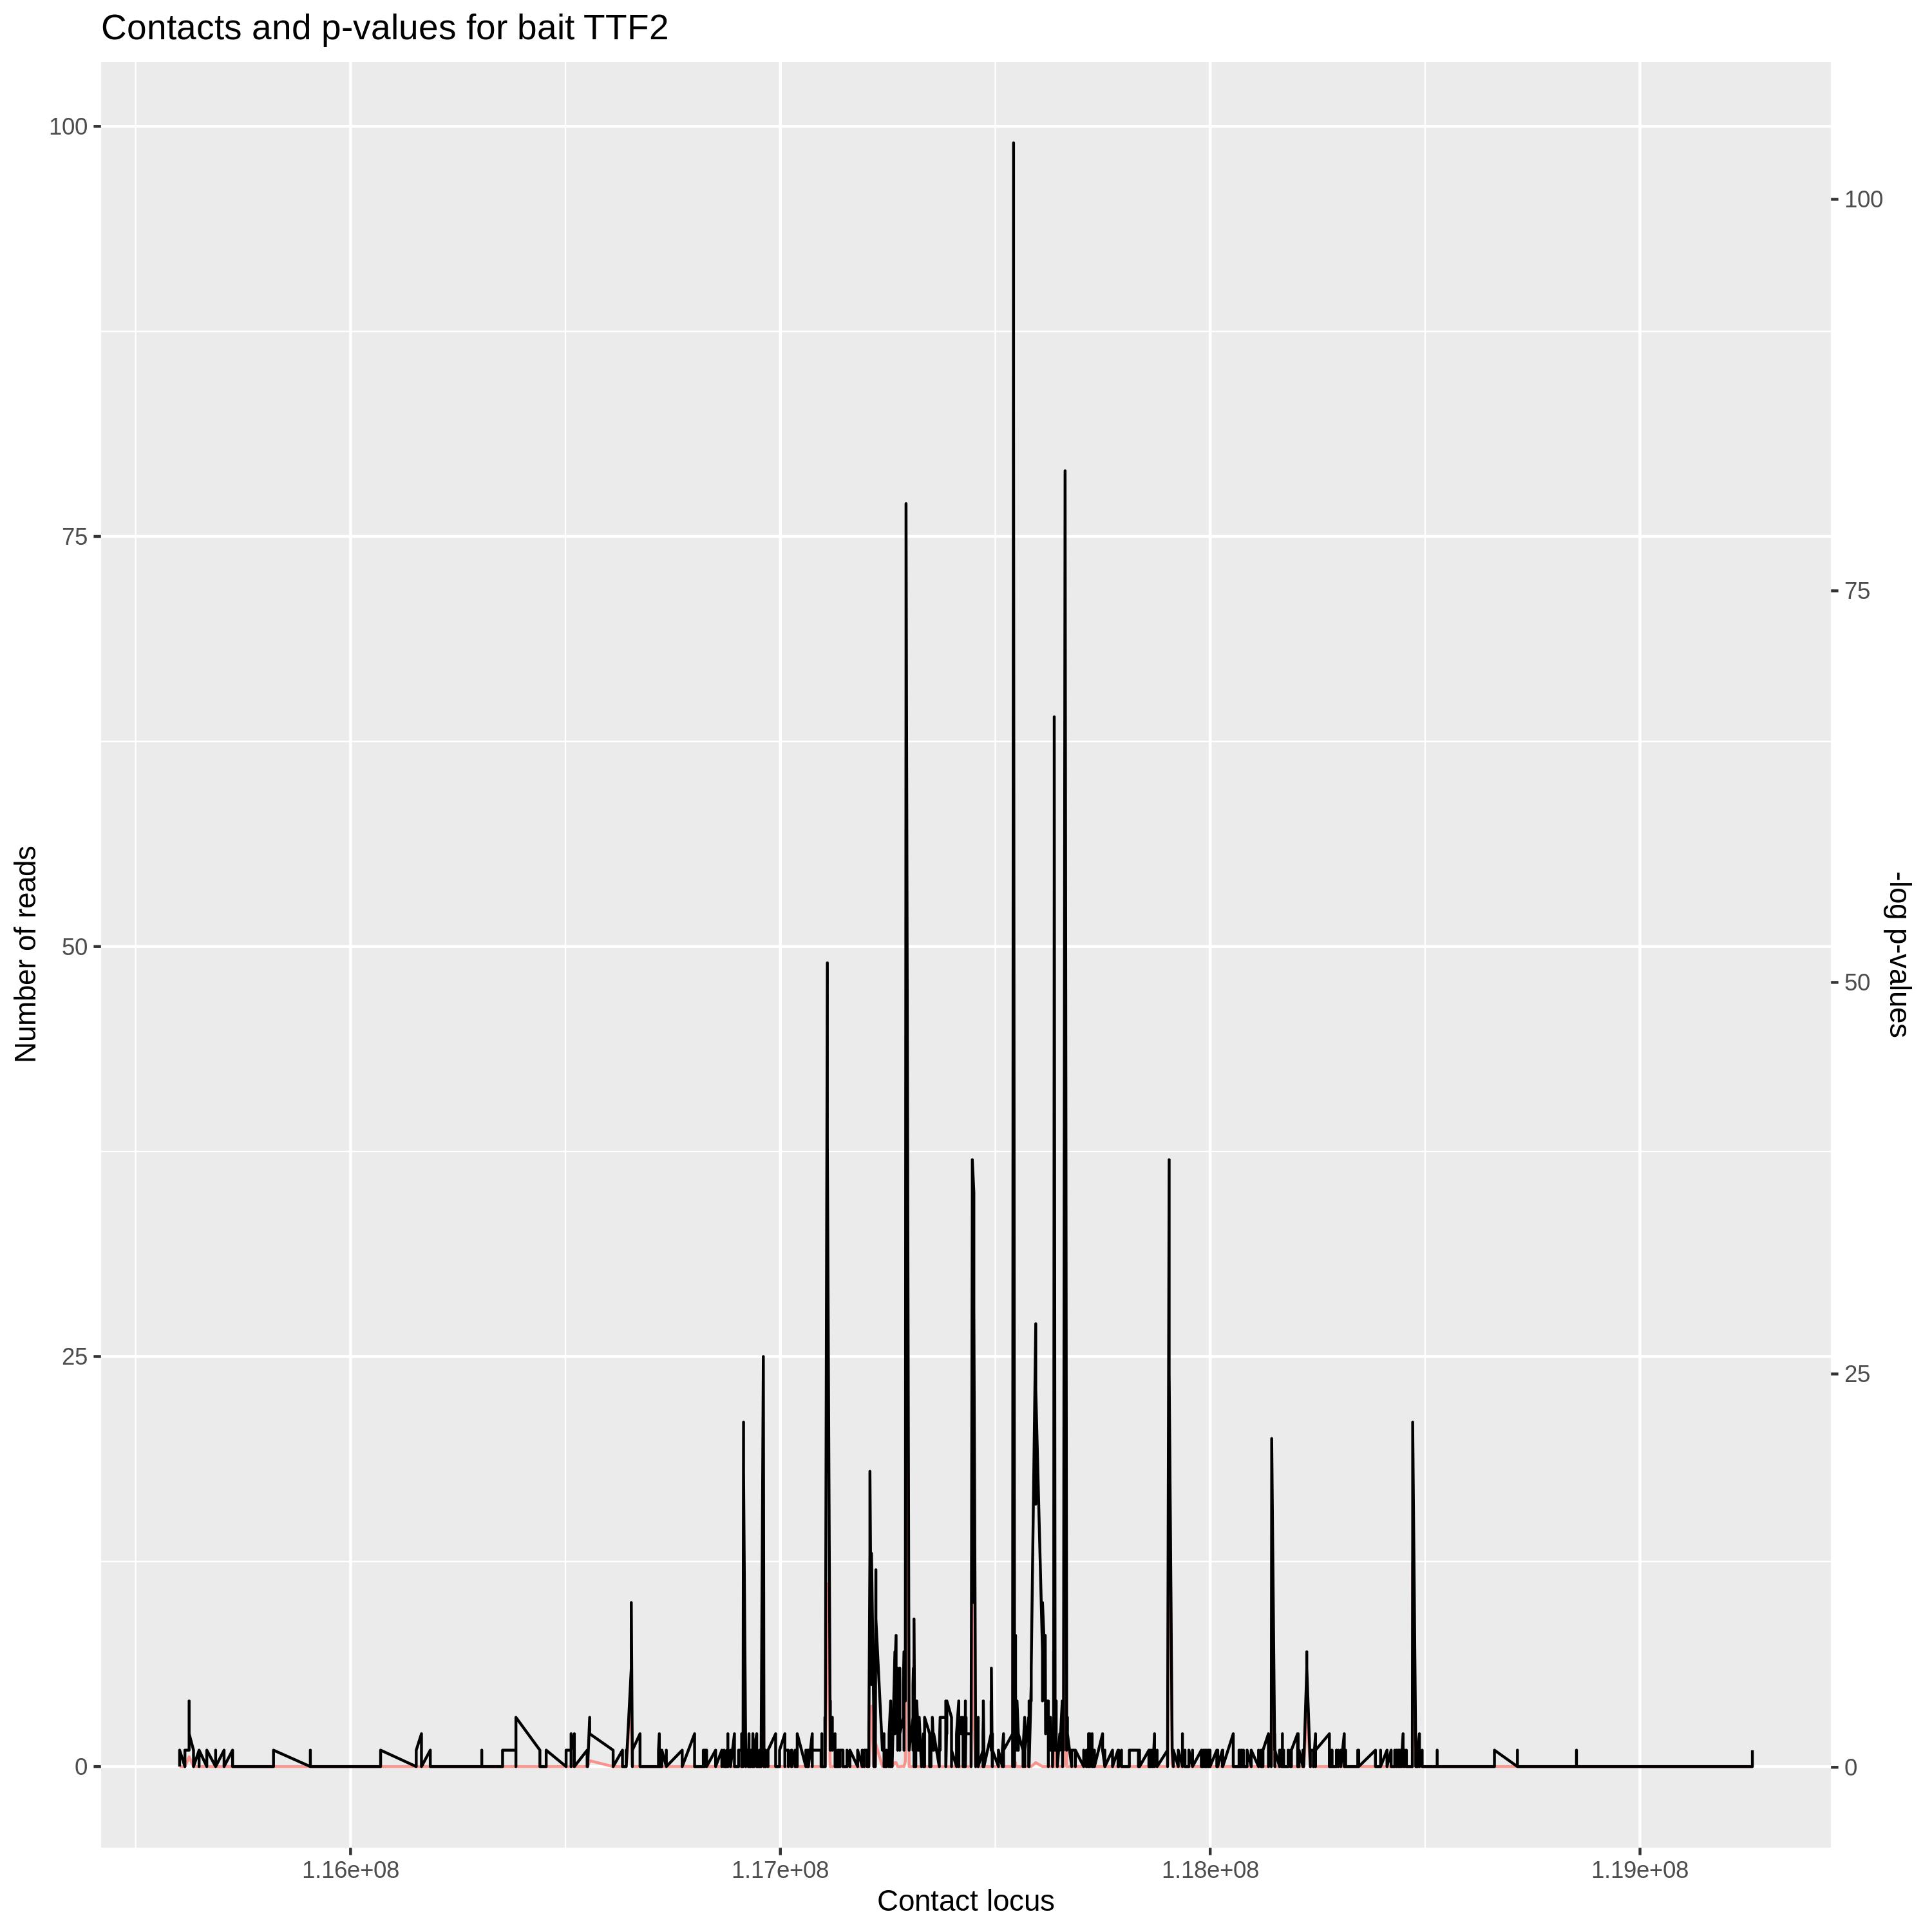 Contacts and p-values for bait TTF2
100
75
50
25
0
Number of reads
100
75
50
25
0
-log p-values
1.16e+08
1.17e+08
1.18e+08
1.19e+08
Contact locus